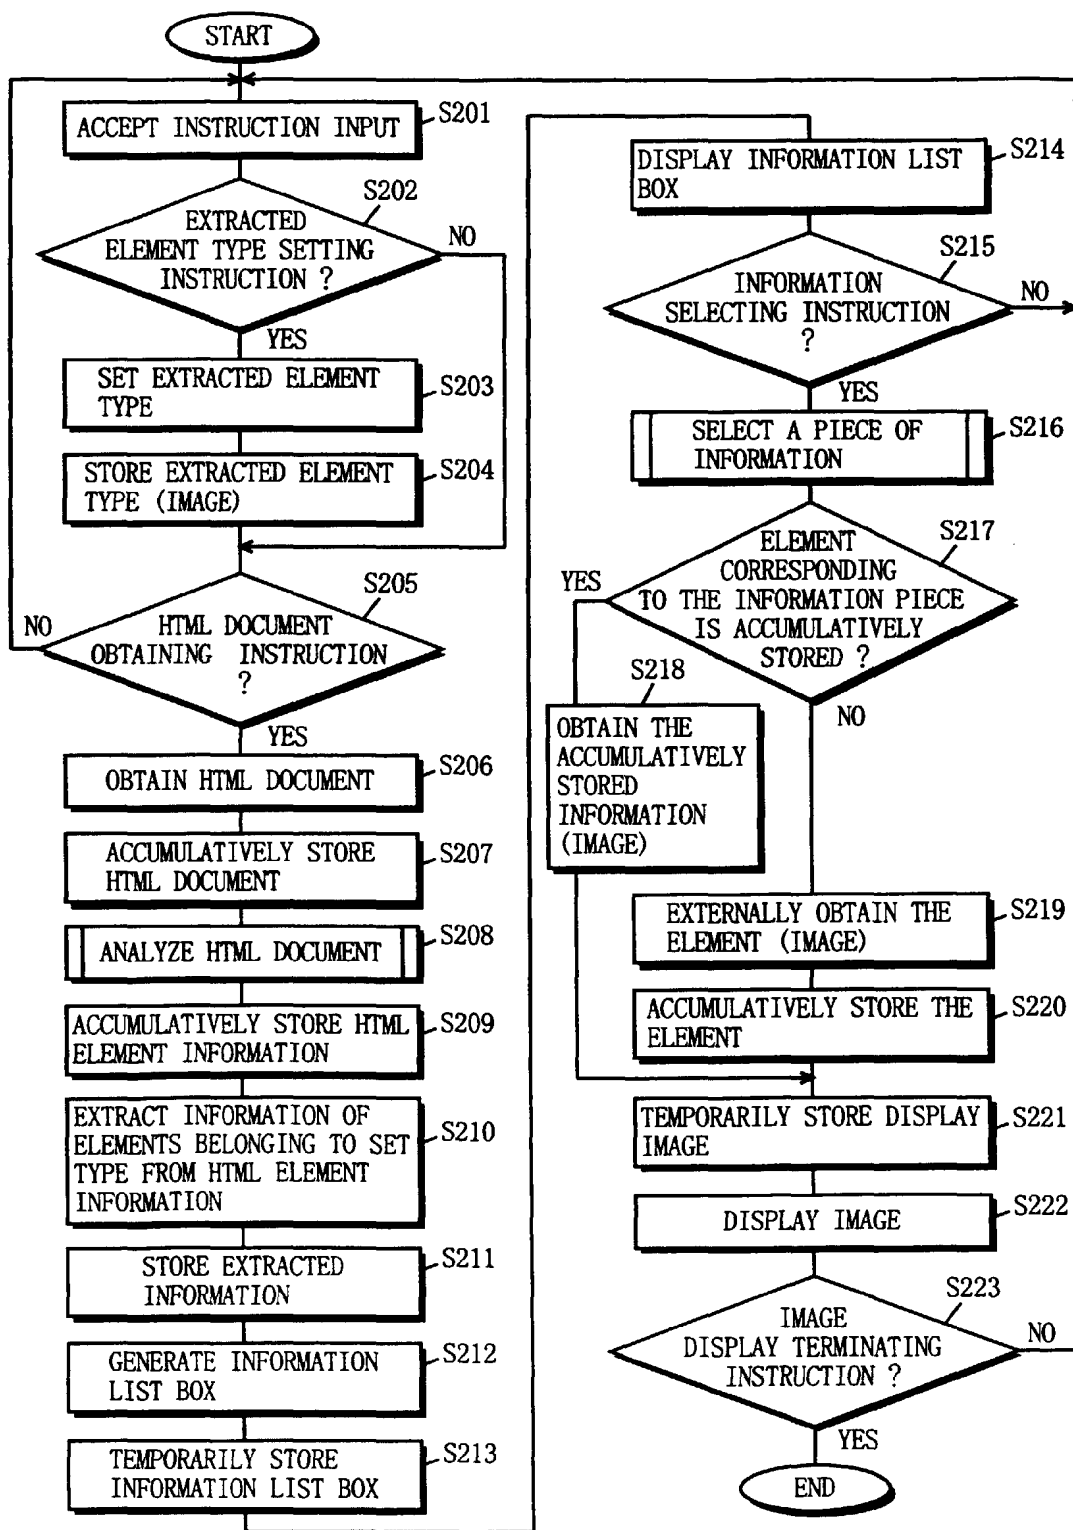 START
ACCEPT INSTRUCTION INPUT
S201
S202
EXTRACTED
ELEMENT TYPE SETTING
INSTRUCTION ?
NO
YES
SET EXTRACTED ELEMENT
TYPE
S203
STORE EXTRACTED ELEMENT
TYPE (IMAGE)
S204
S205
NO
HTML DOCUMENT
OBTAINING INSTRUCTION
?
YES
OBTAIN HTML DOCUMENT
S206
ACCUMULATIVELY STORE
HTML DOCUMENT
S207
ANALYZE HTML DOCUMENT
S208
ACCUMULATIVELY STORE HTML
ELEMENT INFORMATION
S209
EXTRACT INFORMATION OF
ELEMENTS BELONGING TO SET
TYPE FROM HTML ELEMENT
INFORMATION
S210
STORE EXTRACTED
INFORMATION
S211
GENERATE INFORMATION
LIST BOX
S212
TEMPORARILY STORE
INFORMATION LIST BOX
S213
DISPLAY INFORMATION LIST
BOX
S214
S215
INFORMATION
SELECTING INSTRUCTION
?
NO
YES
SELECT A PIECE OF
INFORMATION
S216
S217
ELEMENT
CORRESPONDING
TO THE INFORMATION PIECE
IS ACCUMULATIVELY
STORED ?
YES
NO
S218
OBTAIN THE
ACCUMULATIVELY
STORED
INFORMATION
(IMAGE)
EXTERNALLY OBTAIN THE
ELEMENT (IMAGE)
S219
ACCUMULATIVELY STORE THE
ELEMENT
S220
TEMPORARILY STORE DISPLAY
IMAGE
S221
DISPLAY IMAGE
S222
S223
IMAGE
DISPLAY TERMINATING
INSTRUCTION ?
NO
YES
END